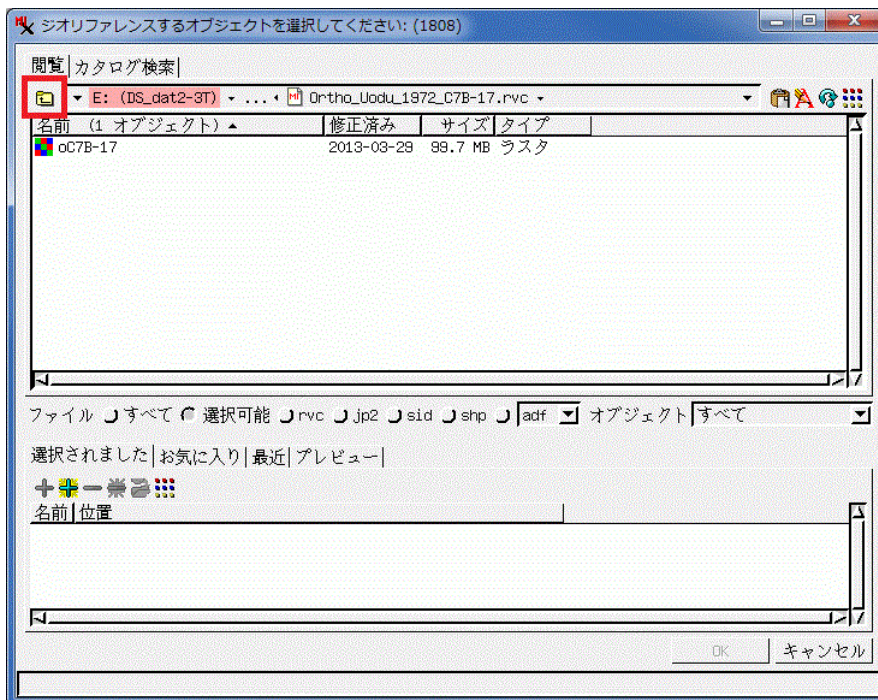 ジオリファレンスするオブジェクトを選択してください: (1808)
閲覧 カタログ検索
E: (DS_dat2-3T) ... Ortho_Uodu_1972_C7B-17.rvc
名前 (1 オブジェクト) 修正済み サイズ タイプ
oC7B-17 2013-03-29 99.7 MB ラスタ
ファイル すべて 選択可能 rvc jp2 sid shp adf オブジェクト すべて
選択されました お気に入り 最近 プレビュー
名前 位置
OK キャンセル